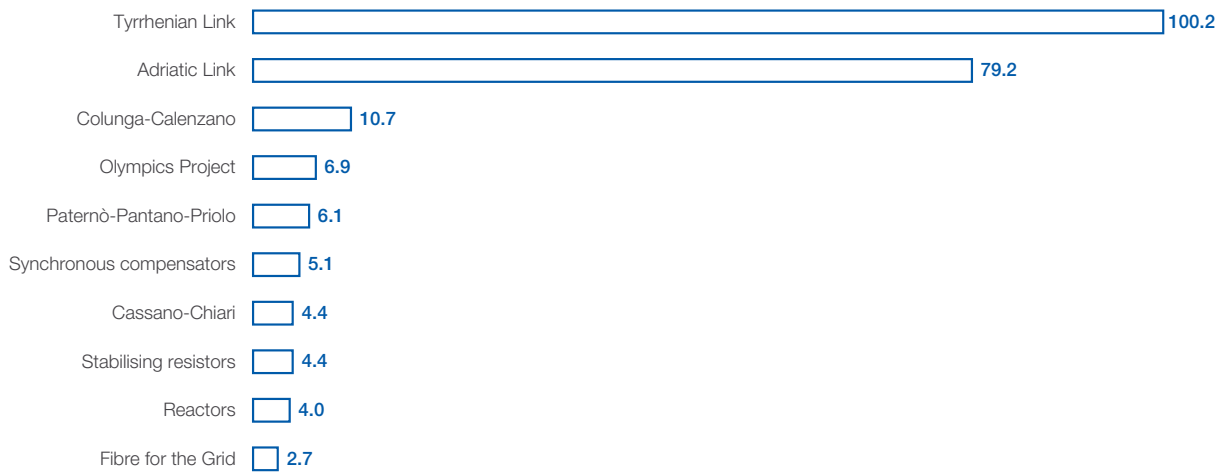 Tyrrhenian Link 100.2
Adriatic Link 79.2
Colunga-Calenzano 10.7
Olympics Project 6.9
Paternò-Pantano-Priolo 6.1
Synchronous compensators 5.1
Cassano-Chiari 4.4
Stabilising resistors 4.4
Reactors 4.0
Fibre for the Grid 2.7